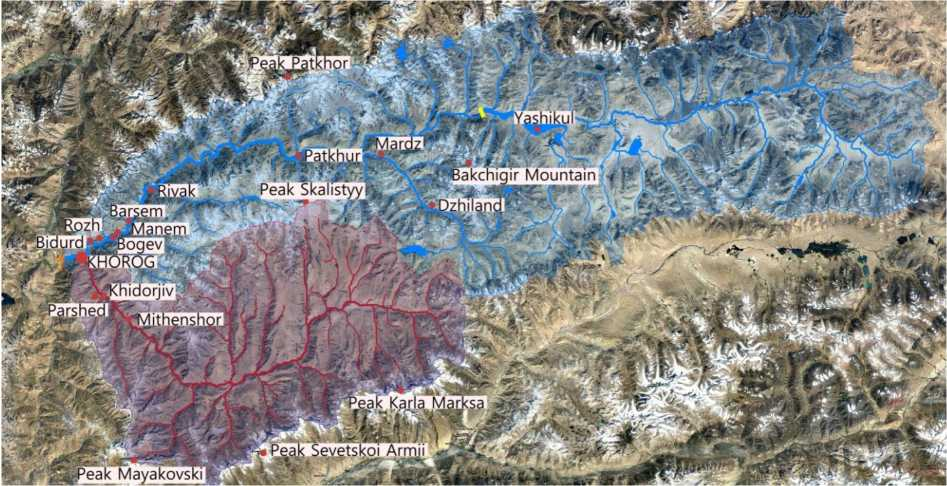 Peak Patkhor
Yashikul
Mardz
Patkhur
Bakchigir Mountain
Peak Skalistyy
Rivak
Dzhiland
Barsem
Rozh
Manem
Bidurd
Bogev
KHOROG
Khidorjiv
Parshed
Mithenshor
Peak Karla Marksa
Peak Sevetskoi Armii
Peak Mayakovski